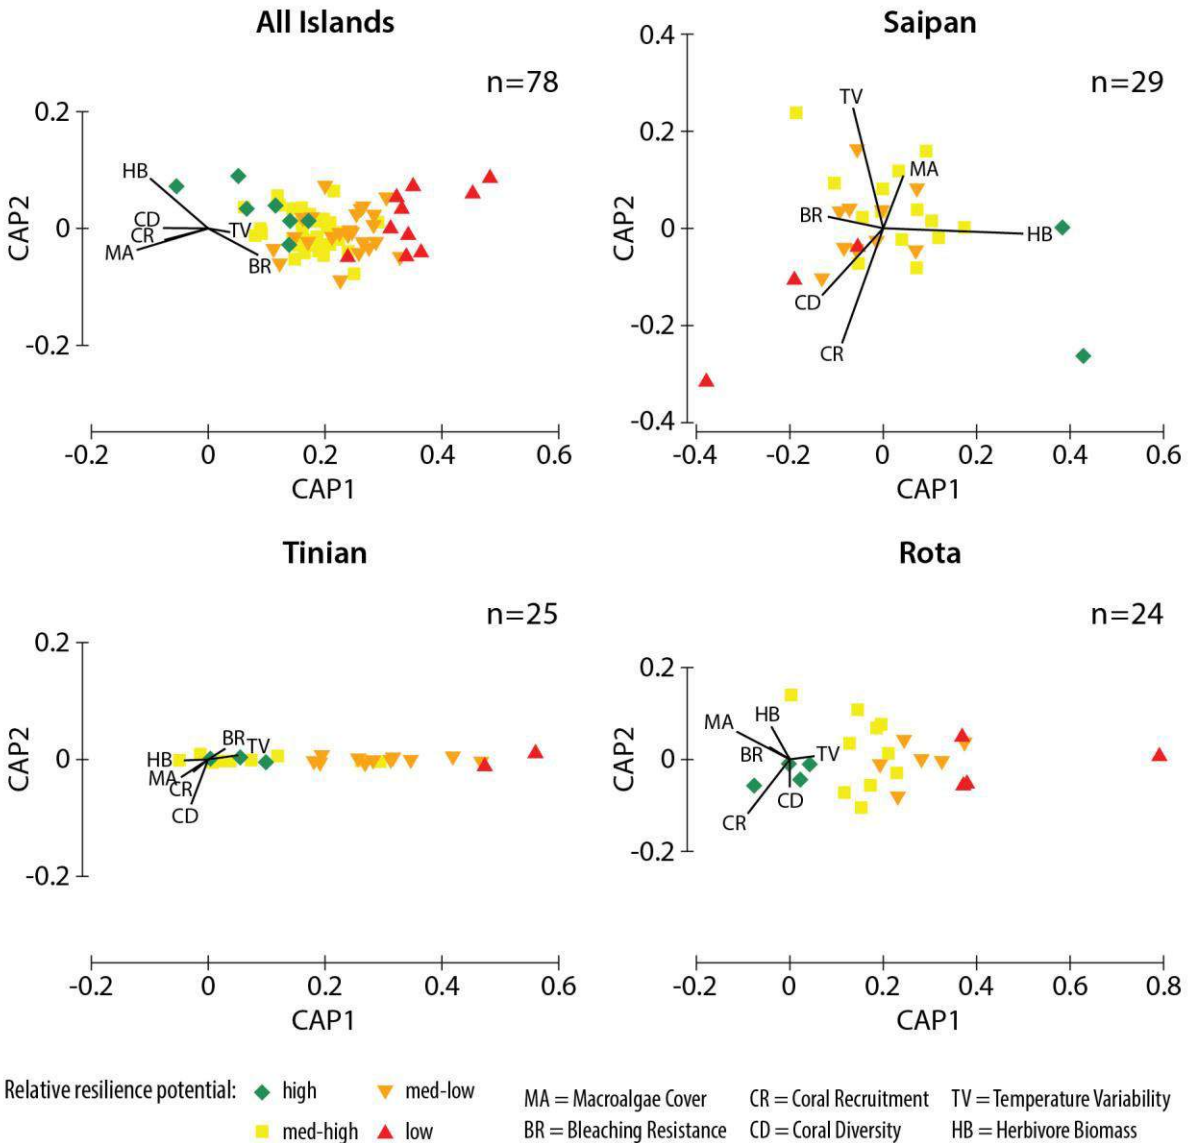 All Islands
n=78
CAP2
0.2
0
-0.2
HB
CD
CR
MA
TV
BR
-0.2 0 0.2 0.4 0.6
CAP1
Saipan
n=29
CAP2
0.4
0.2
0
-0.2
-0.4
TV
MA
BR
HB
CD
CR
-0.4 -0.2 0 0.2 0.4 0.6
CAP1
Tinian
n=25
CAP2
0.2
0
-0.2
BR
TV
HB
MA
CR
CD
-0.2 0 0.2 0.4 0.6
CAP1
Rota
n=24
CAP2
0.2
0
-0.2
HB
MA
BR
TV
CD
CR
-0.2 0 0.2 0.4 0.6 0.8
CAP1
Relative resilience potential: high med-low
med-high low
MA = Macroalgae Cover CR = Coral Recruitment TV = Temperature Variability
BR = Bleaching Resistance CD = Coral Diversity HB = Herbivore Biomass